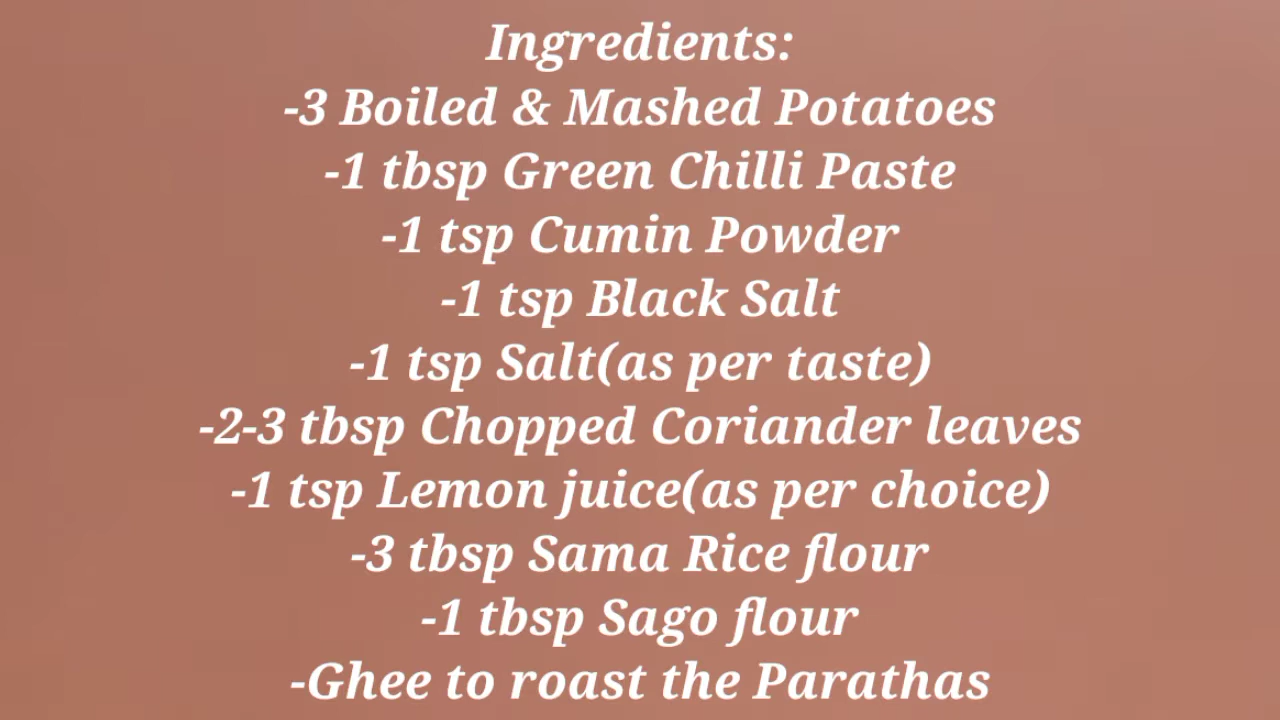 Ingredients:
-3 Boiled & Mashed Potatoes
-1 tbsp Green Chilli Paste
-1 tsp Cumin Powder
-1 tsp Black Salt
-1 tsp Salt(as per taste)
-2-3 tbsp Chopped Coriander leaves
-1 tsp Lemon juice(as per choice)
-3 tbsp Sama Rice flour
-1 tbsp Sago flour
-Ghee to roast the Parathas